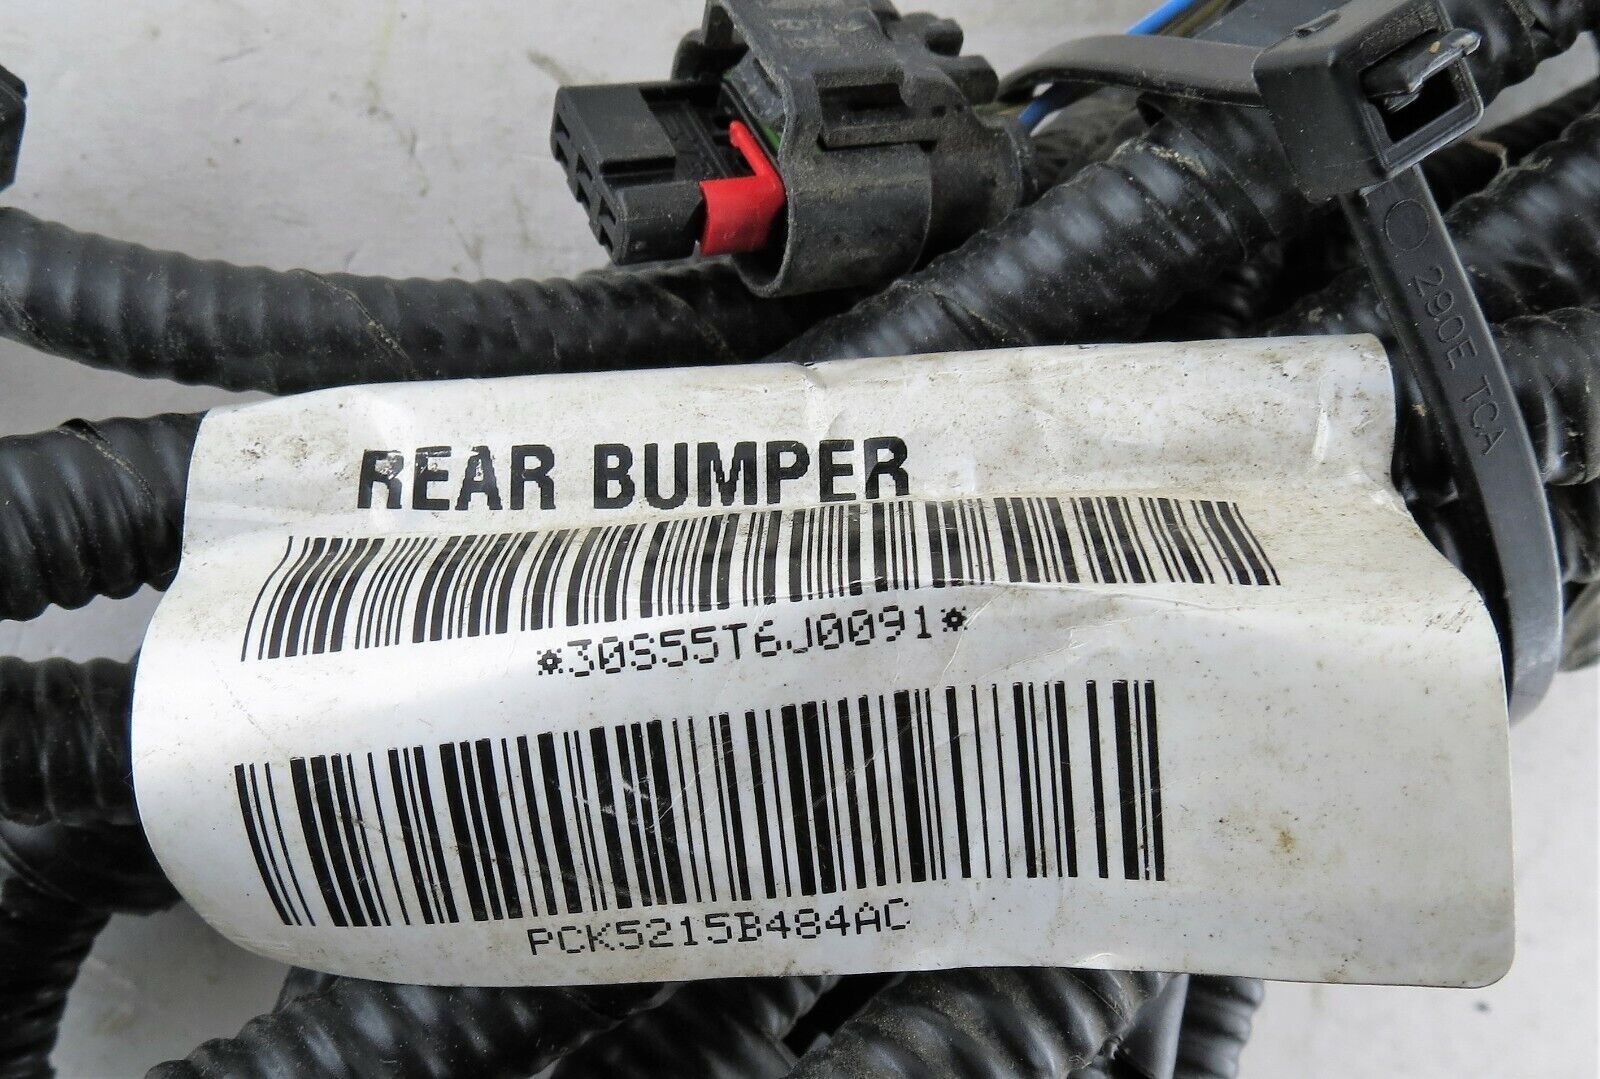 290E TCA
REAR BUMPER
*30S55T6J0091*
PCK5215B484AC